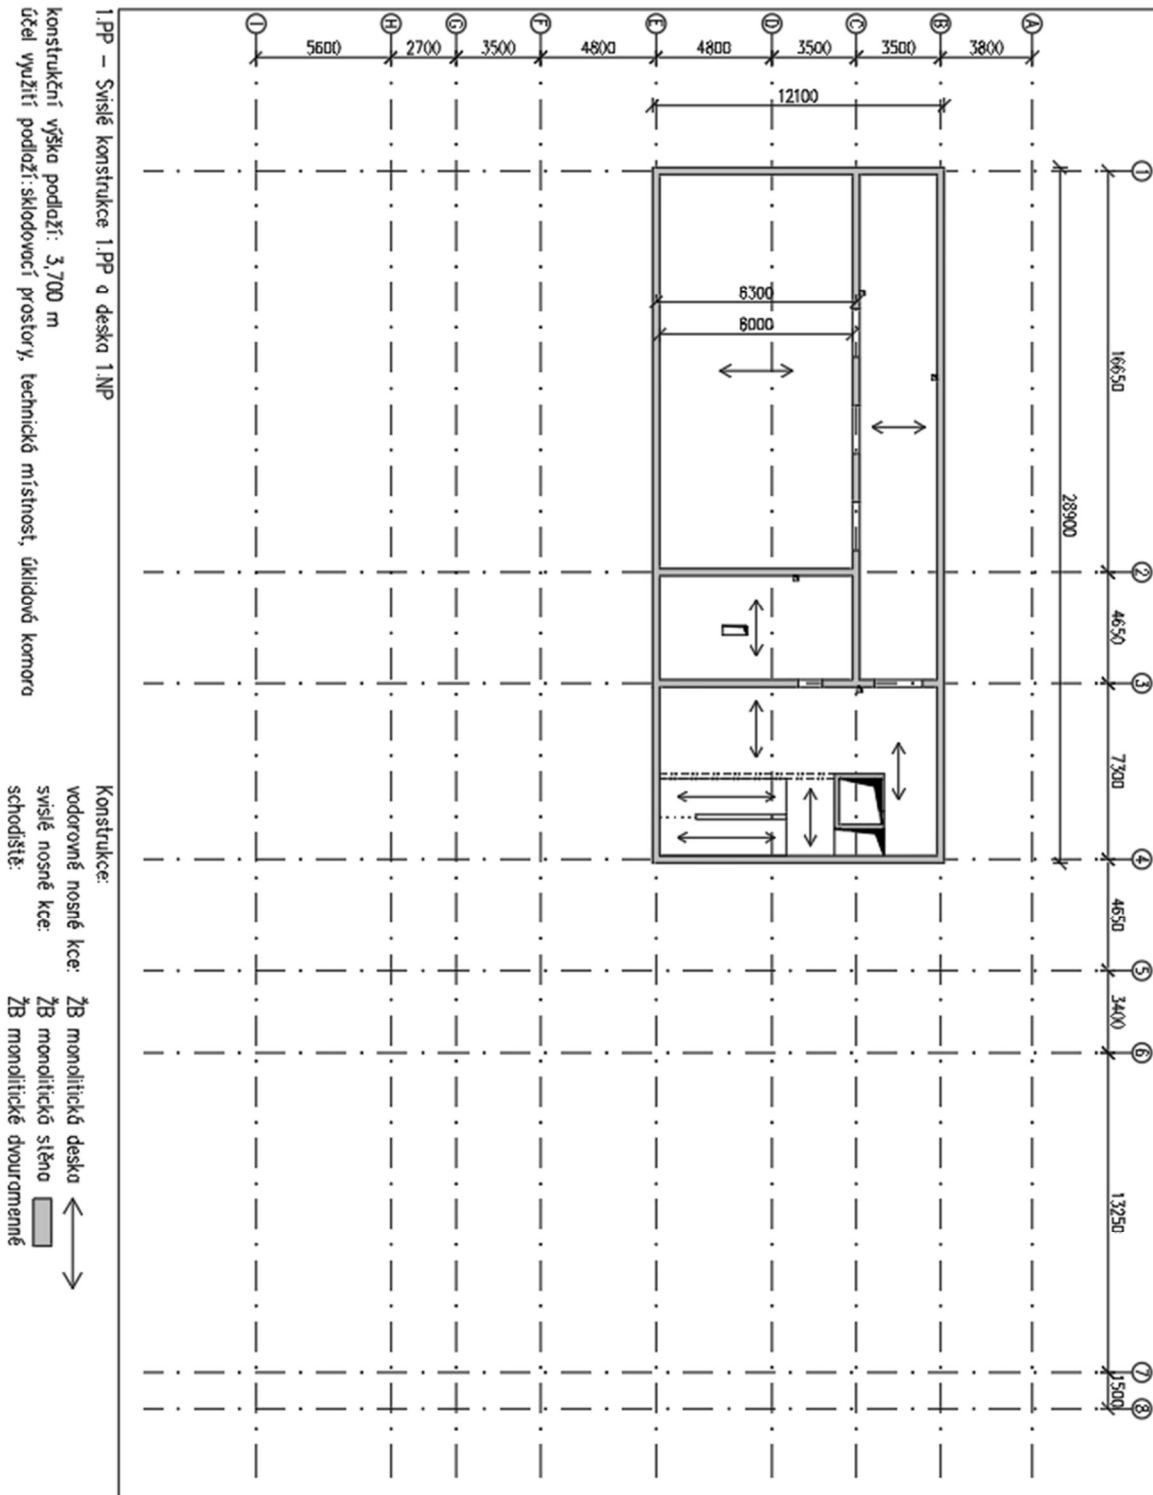 1 2 3 4 5 6 7 8
16650 4650 7300 4650 3400 13250 1500
28900
A
3800
B
3500
C
3500
D
4800
E
4800
F
3500
G
2700
H
5600
I
12100
8300
8000
1.PP – Svislé konstrukce 1.PP a deska 1.NP
konstrukční výška podlaží: 3,700 m
účel využití podlaží: skladovací prostory, technická místnost, úklidová komora
Konstrukce:
vodorovné nosné kce: ŽB monolitická deska
svislé nosné kce: ŽB monolitická stěna
schodiště: ŽB monolitické dvouramenné